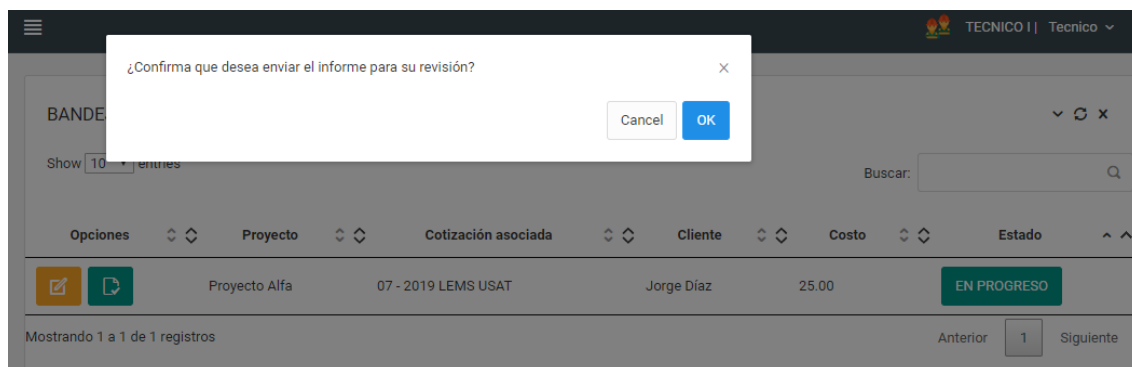 TECNICO I | Tecnico
¿Confirma que desea enviar el informe para su revisión?
Cancel OK
BANDE
Show 10 entries
Buscar:
Opciones Proyecto Cotización asociada Cliente Costo Estado
Proyecto Alfa 07 - 2019 LEMS USAT Jorge Díaz 25.00 EN PROGRESO
Mostrando 1 a 1 de 1 registros
Anterior 1 Siguiente